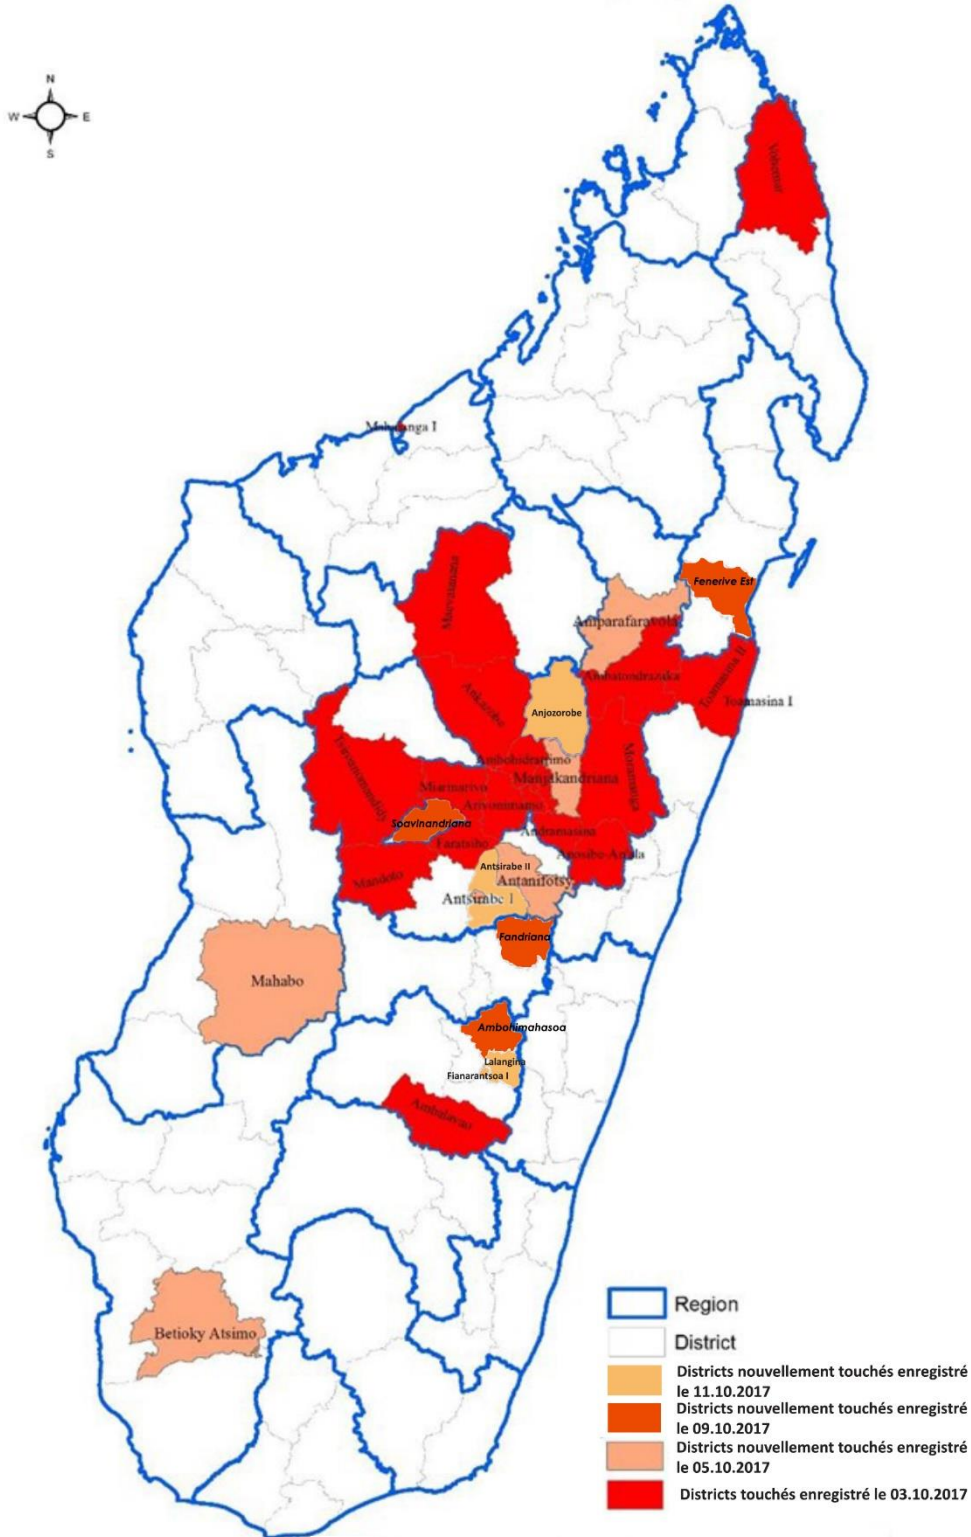 N
W E
S
Vohemar
Mahajanga I
Maevatanana
Fenerive Est
Amparafaravola
Ambatondrazaka
Toamasina II
Toamasina I
Ankazobe
Anjozorobe
Tsiroanomandidy
Ambohidratrimo
Manjakandriana
Moramanga
Miarinarivo
Arivonimamo
Soavinandriana
Andramasina
Faratsiho
Anosibe-An'ala
Mandoto
Antsirabe II
Antanifotsy
Antsirabe I
Fandriana
Mahabo
Ambohimahasoa
Lalangina
Fianarantsoa I
Ambalavao
Betioky Atsimo
Region
District
Districts nouvellement touchés enregistré
le 11.10.2017
Districts nouvellement touchés enregistré
le 09.10.2017
Districts nouvellement touchés enregistré
le 05.10.2017
Districts touchés enregistré le 03.10.2017